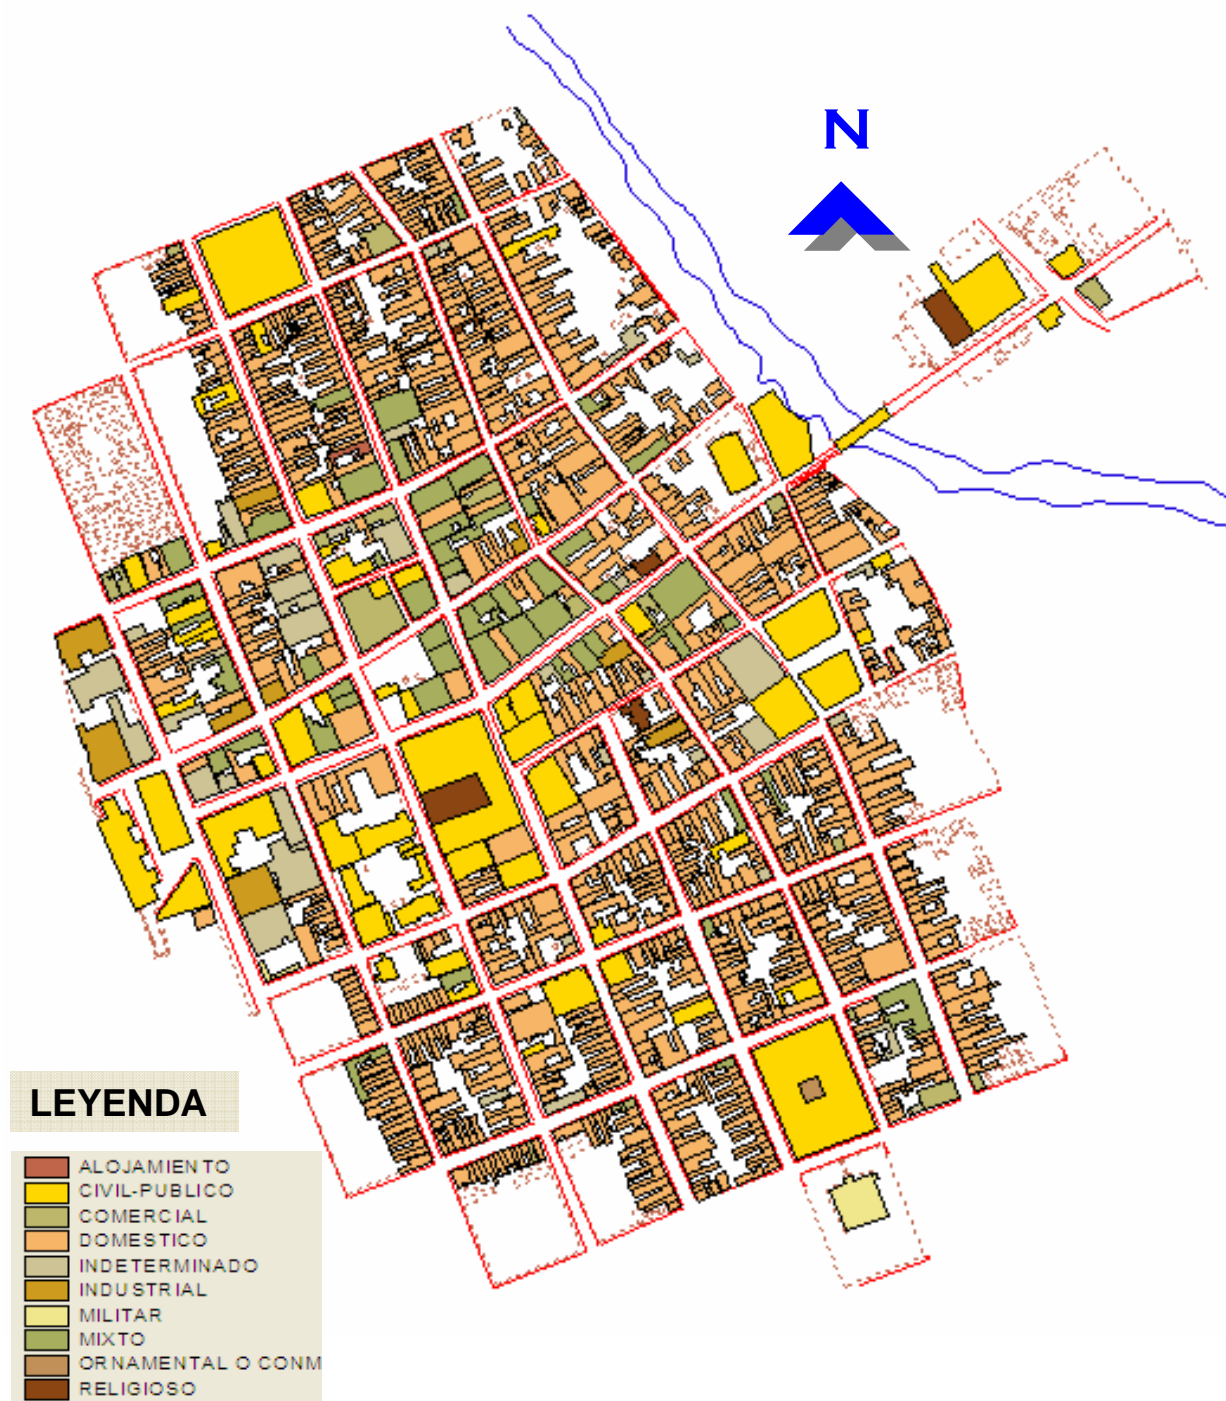 N
LEYENDA
ALOJAMIENTO
CIVIL-PUBLICO
COMERCIAL
DOMESTICO
INDETERMINADO
INDUSTRIAL
MILITAR
MIXTO
ORNAMENTAL O CONM
RELIGIOSO